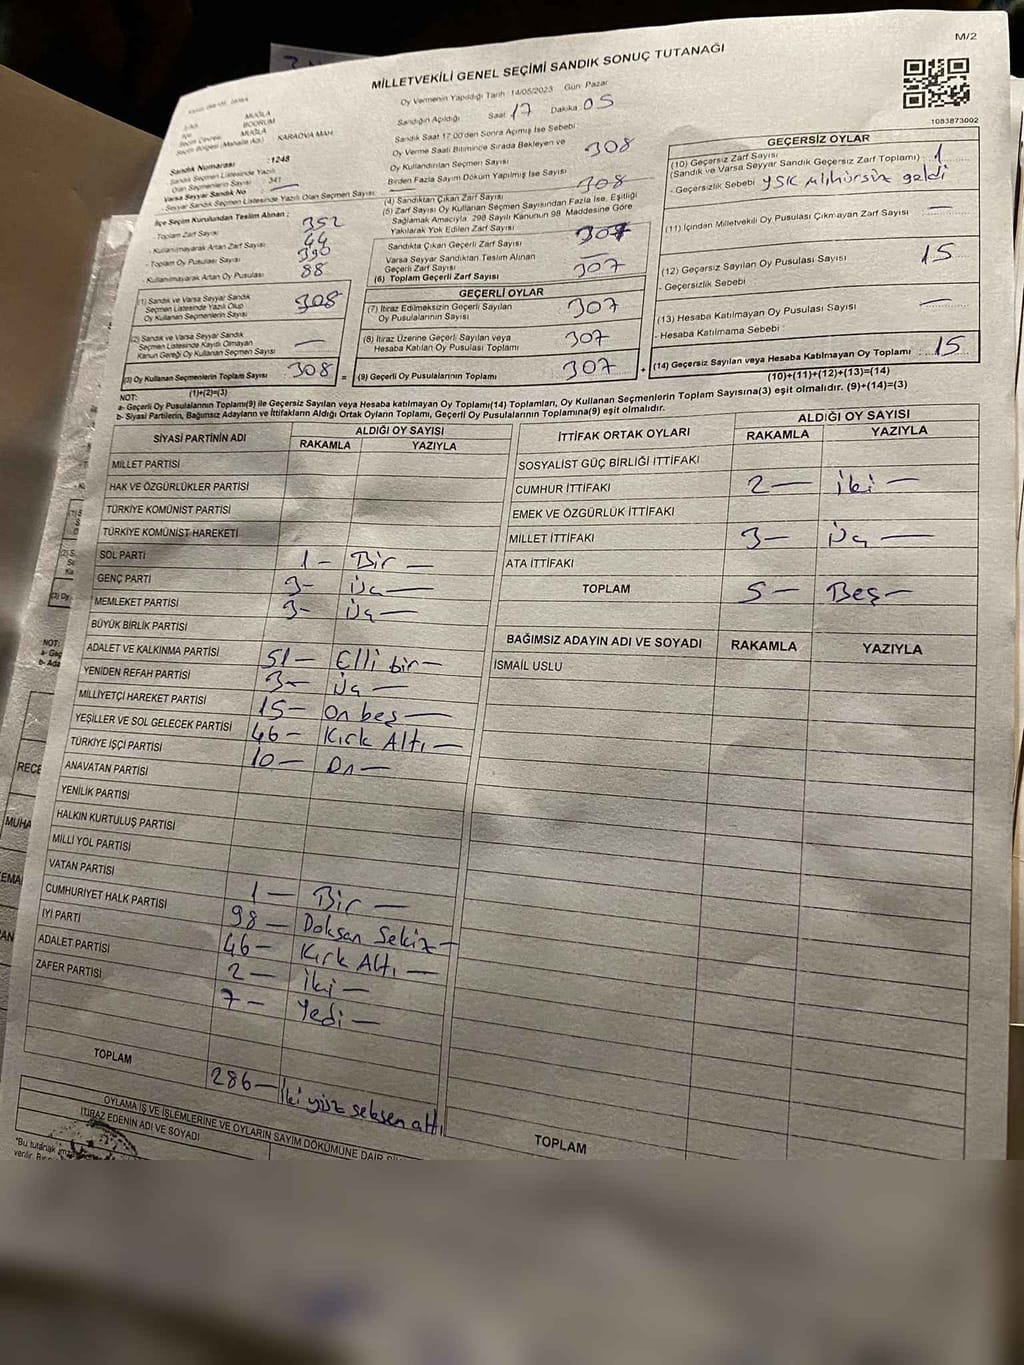 M/2
MİLLETVEKİLİ GENEL SEÇİMİ SANDIK SONUÇ TUTANAĞI
Oy Vermenin Yapıldığı Tarih :14/05/2023 Gün :Pazar
Sandığın Açıldığı Saat 17 Dakika 05
1083873002
MUĞLA
BODRUM
MUĞLA
KARAOVA MAH.
Sandık Numarası :1248
Sandık Seçmen Listesinde Yazılı
Olan Seçmenlerin Sayısı : 341
Varsa Seyyar Sandık No —
- Seyyar Sandık Seçmen Listesinde Yazılı Olan Seçmen Sayısı:
İlçe Seçim Kurulundan Teslim Alınan :
- Toplam Zarf Sayısı 352
- Kullanılmayarak Artan Zarf Sayısı 44
- Toplam Oy Pusulası Sayısı 390
- Kullanılmayarak Artan Oy Pusulası 88
(1) Sandık ve Varsa Seyyar Sandık
Seçmen Listesinde Yazılı Olup
Oy Kullanan Seçmenlerin Sayısı 308
(2) Sandık ve Varsa Seyyar Sandık
Seçmen Listesinde Kayıtlı Olmayan
Kanun Gereği Oy Kullanan Seçmen Sayısı —
(3) Oy Kullanan Seçmenlerin Toplam Sayısı 308
(1)+(2)=(3)
Sandık Saat 17:00'den Sonra Açılmış İse Sebebi :
Oy Verme Saati Bitimince Sırada Bekleyen ve
Oy Kullandırılan Seçmen Sayısı 308
Birden Fazla Sayım Döküm Yapılmış İse Sayısı
(4) Sandıktan Çıkan Zarf Sayısı 308
(5) Zarf Sayısı Oy Kullanan Seçmen Sayısından Fazla İse, Eşitliği
Sağlamak Amacıyla 298 Sayılı Kanunun 98 Maddesine Göre
Yakılarak Yok Edilen Zarf Sayısı
Sandıkta Çıkan Geçerli Zarf Sayısı 307
Varsa Seyyar Sandıktan Teslim Alınan
Geçerli Zarf Sayısı —
(6) Toplam Geçerli Zarf Sayısı 307
GEÇERLİ OYLAR
(7) İtiraz Edilmeksizin Geçerli Sayılan
Oy Pusulalarının Sayısı 307
(8) İtiraz Üzerine Geçerli Sayılan veya
Hesaba Katılan Oy Pusulası Toplamı 307
= (9) Geçerli Oy Pusulalarının Toplamı 307 +
GEÇERSİZ OYLAR
(10) Geçersiz Zarf Sayısı
(Sandık ve Varsa Seyyar Sandık Geçersiz Zarf Toplamı) : 1
- Geçersizlik Sebebi YSK Mühürsüz geldi
(11) İçinden Milletvekili Oy Pusulası Çıkmayan Zarf Sayısı —
(12) Geçersiz Sayılan Oy Pusulası Sayısı 15
- Geçersizlik Sebebi :
(13) Hesaba Katılmayan Oy Pusulası Sayısı —
- Hesaba Katılmama Sebebi :
(14) Geçersiz Sayılan veya Hesaba Katılmayan Oy Toplamı : 15
(10)+(11)+(12)+(13)=(14)
NOT:
a- Geçerli Oy Pusulalarının Toplamı(9) ile Geçersiz Sayılan veya Hesaba katılmayan Oy Toplamı(14) Toplamları, Oy Kullanan Seçmenlerin Toplam Sayısına(3) eşit olmalıdır. (9)+(14)=(3)
b- Siyasi Partilerin, Bağımsız Adayların ve İttifakların Aldığı Ortak Oyların Toplamı, Geçerli Oy Pusulalarının Toplamına(9) eşit olmalıdır.
SİYASİ PARTİNİN ADI ALDIĞI OY SAYISI
RAKAMLA YAZIYLA
MİLLET PARTİSİ
HAK VE ÖZGÜRLÜKLER PARTİSİ
TÜRKİYE KOMÜNİST PARTİSİ
TÜRKİYE KOMÜNİST HAREKETİ
SOL PARTİ 1— Bir —
GENÇ PARTİ 3— Üç —
MEMLEKET PARTİSİ 3— Üç —
BÜYÜK BİRLİK PARTİSİ
ADALET VE KALKINMA PARTİSİ 51— Elli bir —
YENİDEN REFAH PARTİSİ 3— Üç —
MİLLİYETÇİ HAREKET PARTİSİ 15— On beş —
YEŞİLLER VE SOL GELECEK PARTİSİ 46— Kırk Altı —
TÜRKİYE İŞÇİ PARTİSİ 10— On —
ANAVATAN PARTİSİ
YENİLİK PARTİSİ
HALKIN KURTULUŞ PARTİSİ
MİLLİ YOL PARTİSİ
VATAN PARTİSİ 1— Bir —
CUMHURİYET HALK PARTİSİ 98— Doksan Sekiz —
İYİ PARTİ 46— Kırk Altı —
ADALET PARTİSİ 2— İki —
ZAFER PARTİSİ 7— Yedi —
TOPLAM 286— İki yüz seksen altı
İTTİFAK ORTAK OYLARI ALDIĞI OY SAYISI
RAKAMLA YAZIYLA
SOSYALİST GÜÇ BİRLİĞİ İTTİFAKI
CUMHUR İTTİFAKI 2— İki —
EMEK VE ÖZGÜRLÜK İTTİFAKI
MİLLET İTTİFAKI 3— Üç —
ATA İTTİFAKI
TOPLAM 5— Beş —
BAĞIMSIZ ADAYIN ADI VE SOYADI RAKAMLA YAZIYLA
İSMAİL USLU
TOPLAM
OYLAMA İŞ VE İŞLEMLERİNE VE OYLARIN SAYIM DÖKÜMÜNE DAİR
İTİRAZ EDENİN ADI VE SOYADI
"Bu tutanak